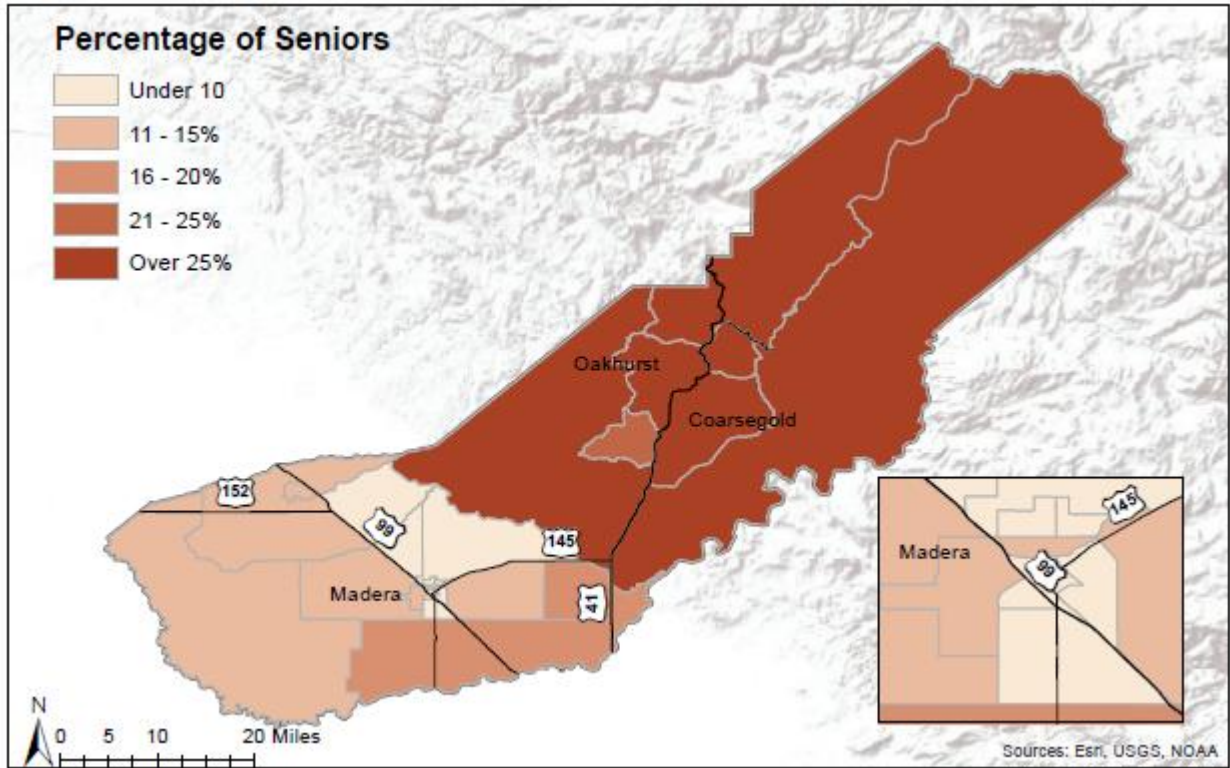 Percentage of Seniors
Under 10
11 - 15%
16 - 20%
21 - 25%
Over 25%
Oakhurst
Coarsegold
152
99
145
Madera
41
145
Madera
99
N
0 5 10 20 Miles
Sources: Esri, USGS, NOAA